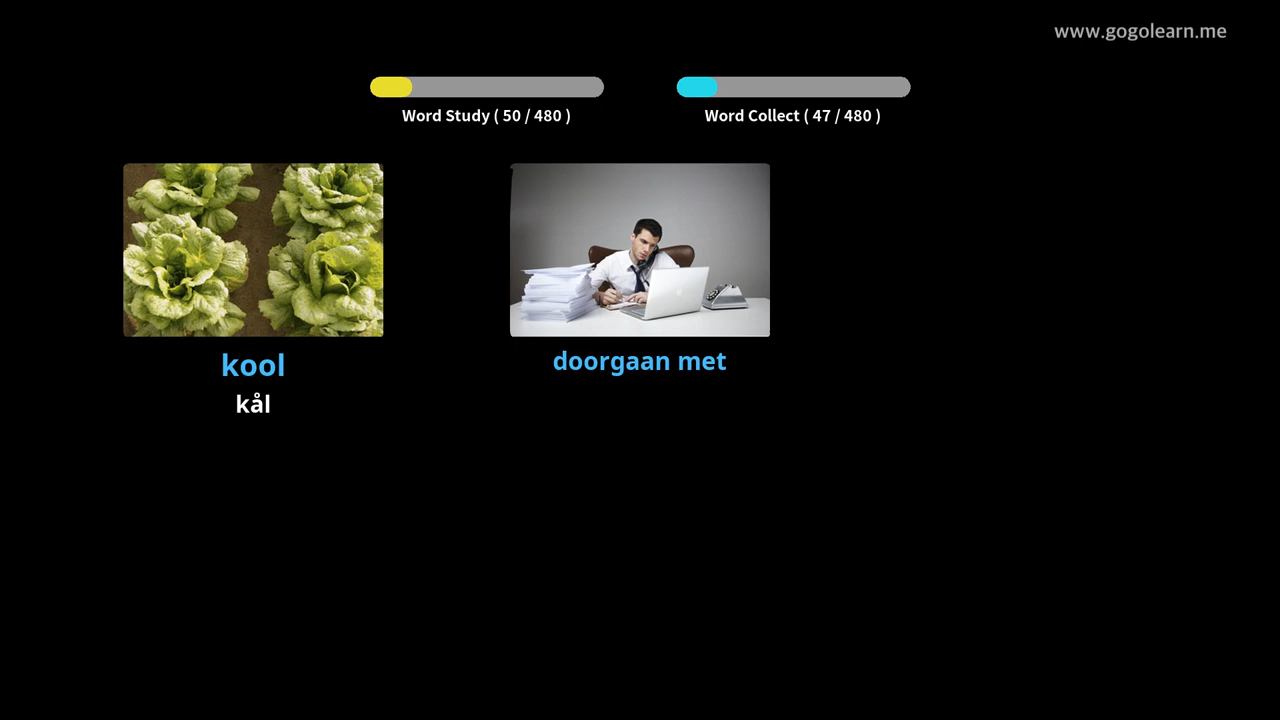 www.gogolearn.me
Word Study ( 50 / 480 )
Word Collect ( 47 / 480 )
kool
kål
doorgaan met